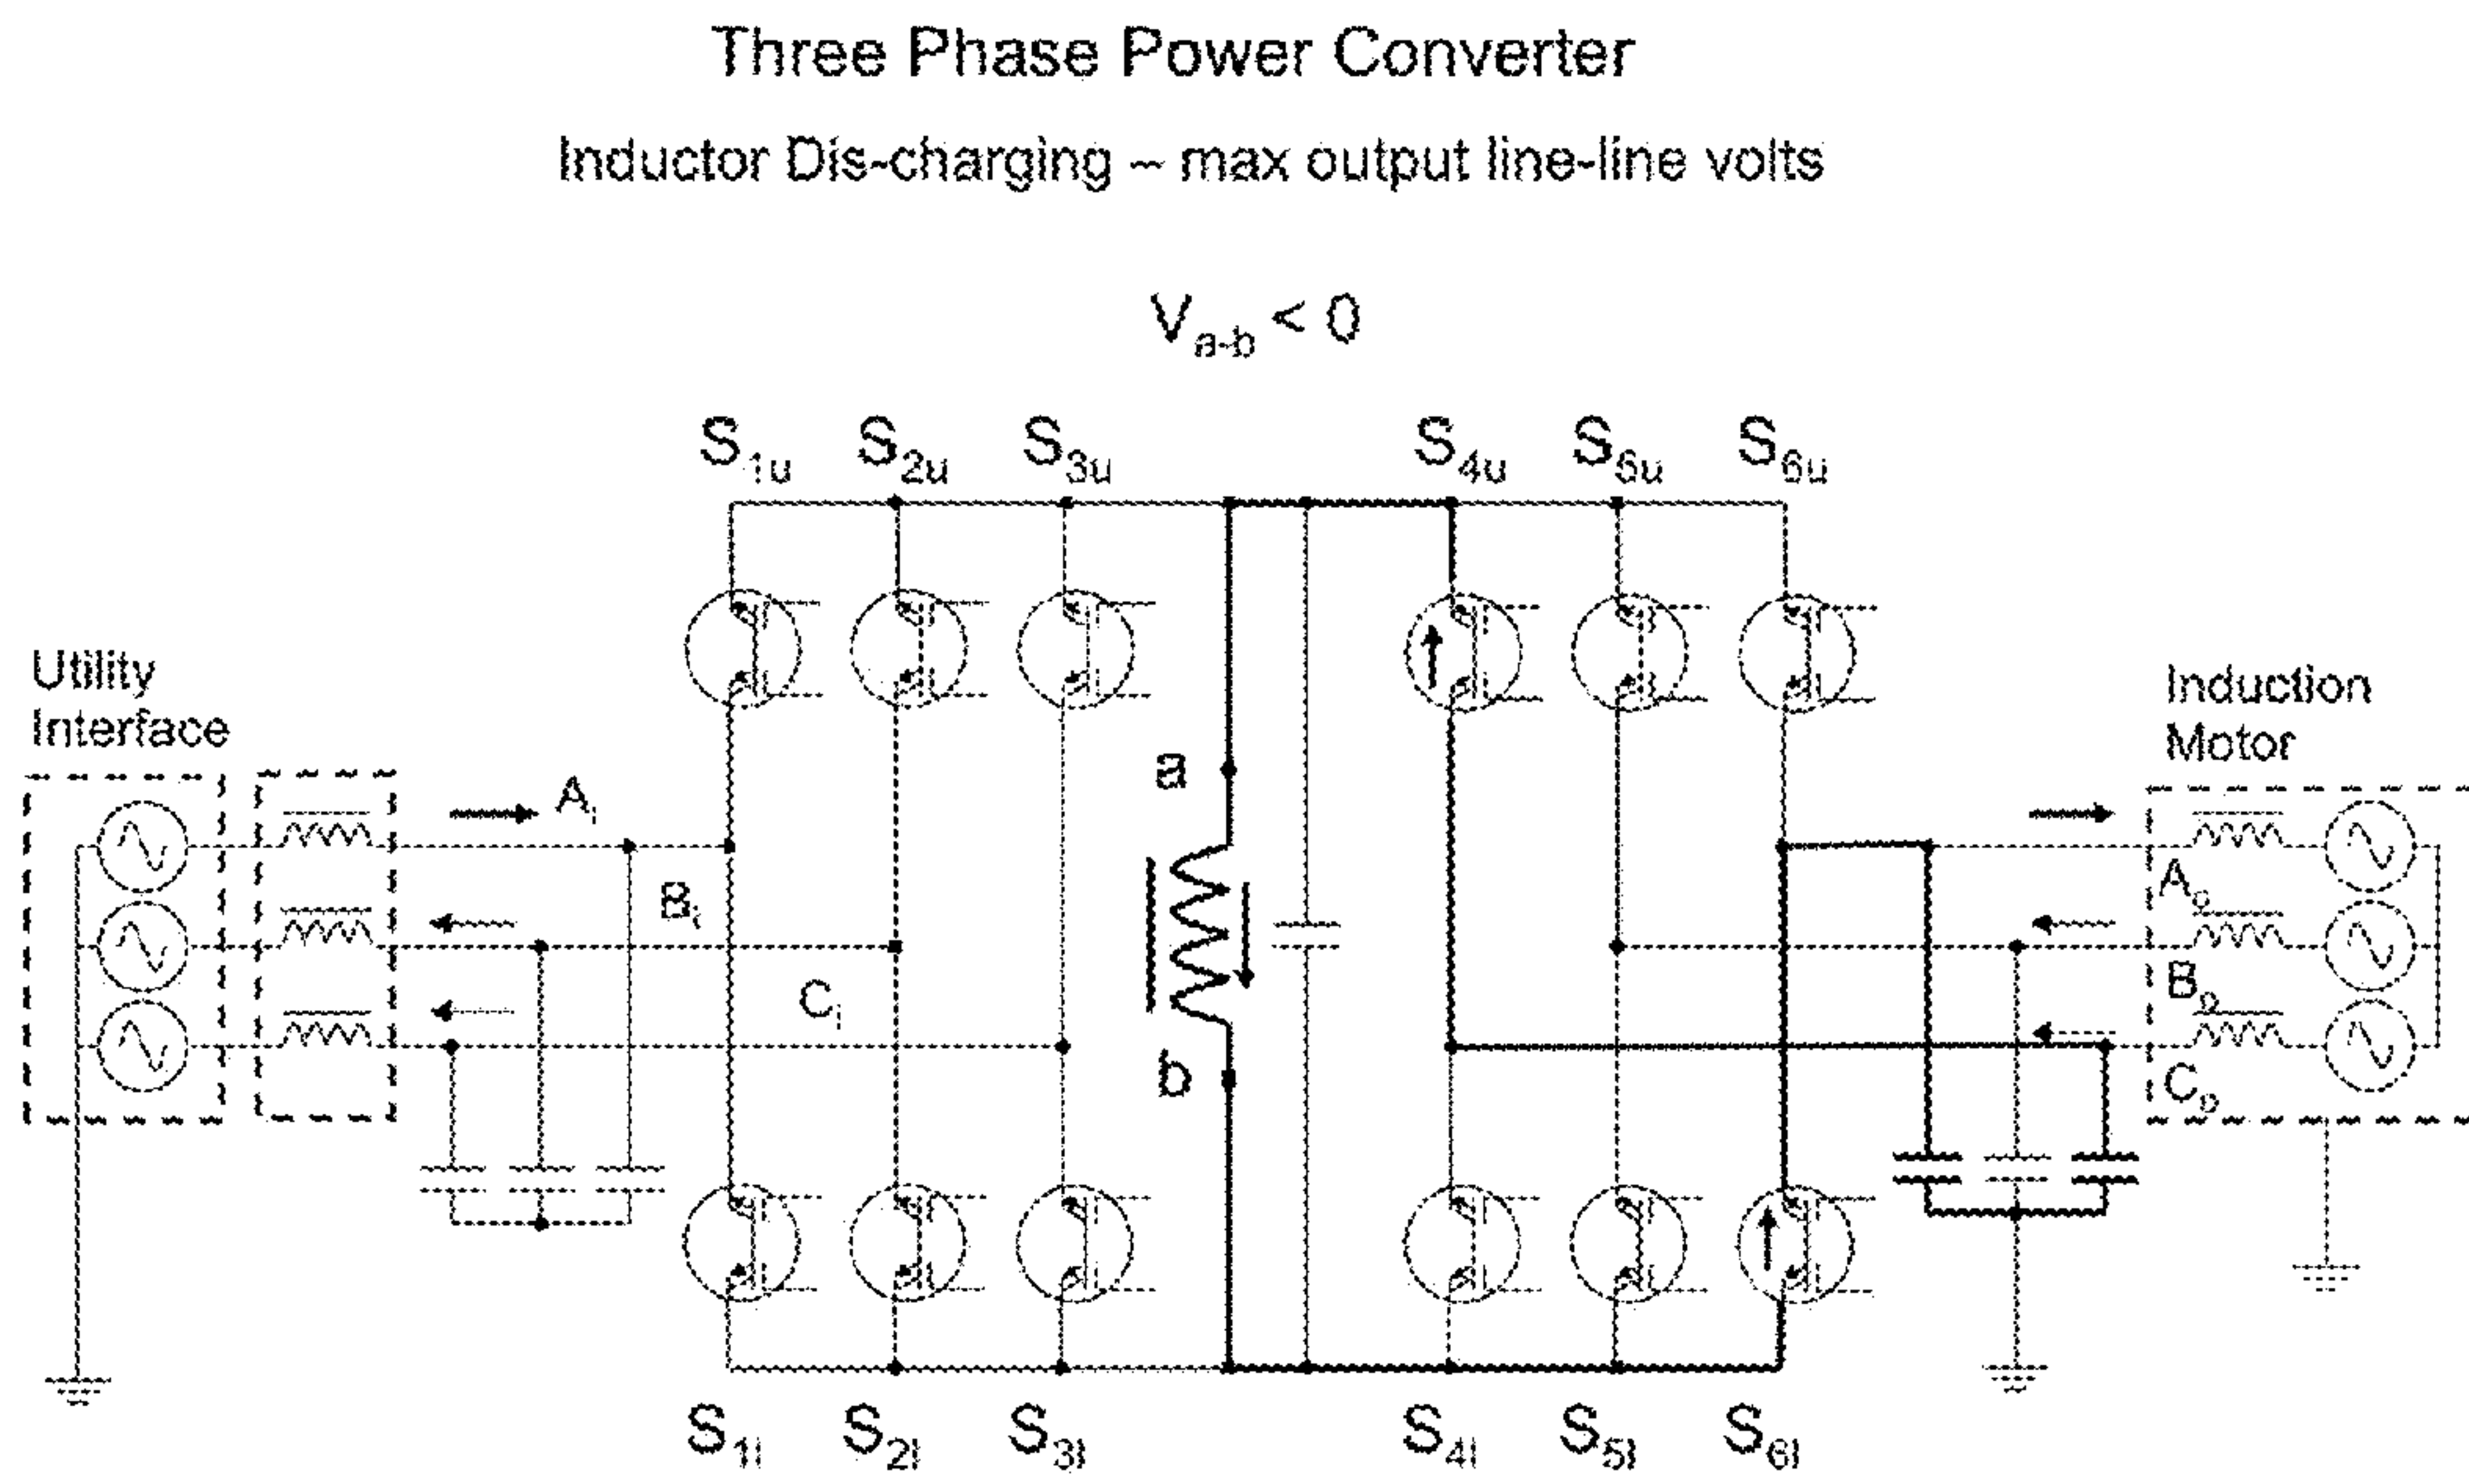 Three Phase Power Converter
Inductor Dis-charging – max output line-line volts
V a-b < 0
S1u S2u S3u S4u S5u S6u
Utility
Interface
Induction
Motor
Ai
Bi
Ci
a
b
Ao
Bo
Co
S1l S2l S3l S4l S5l S6l